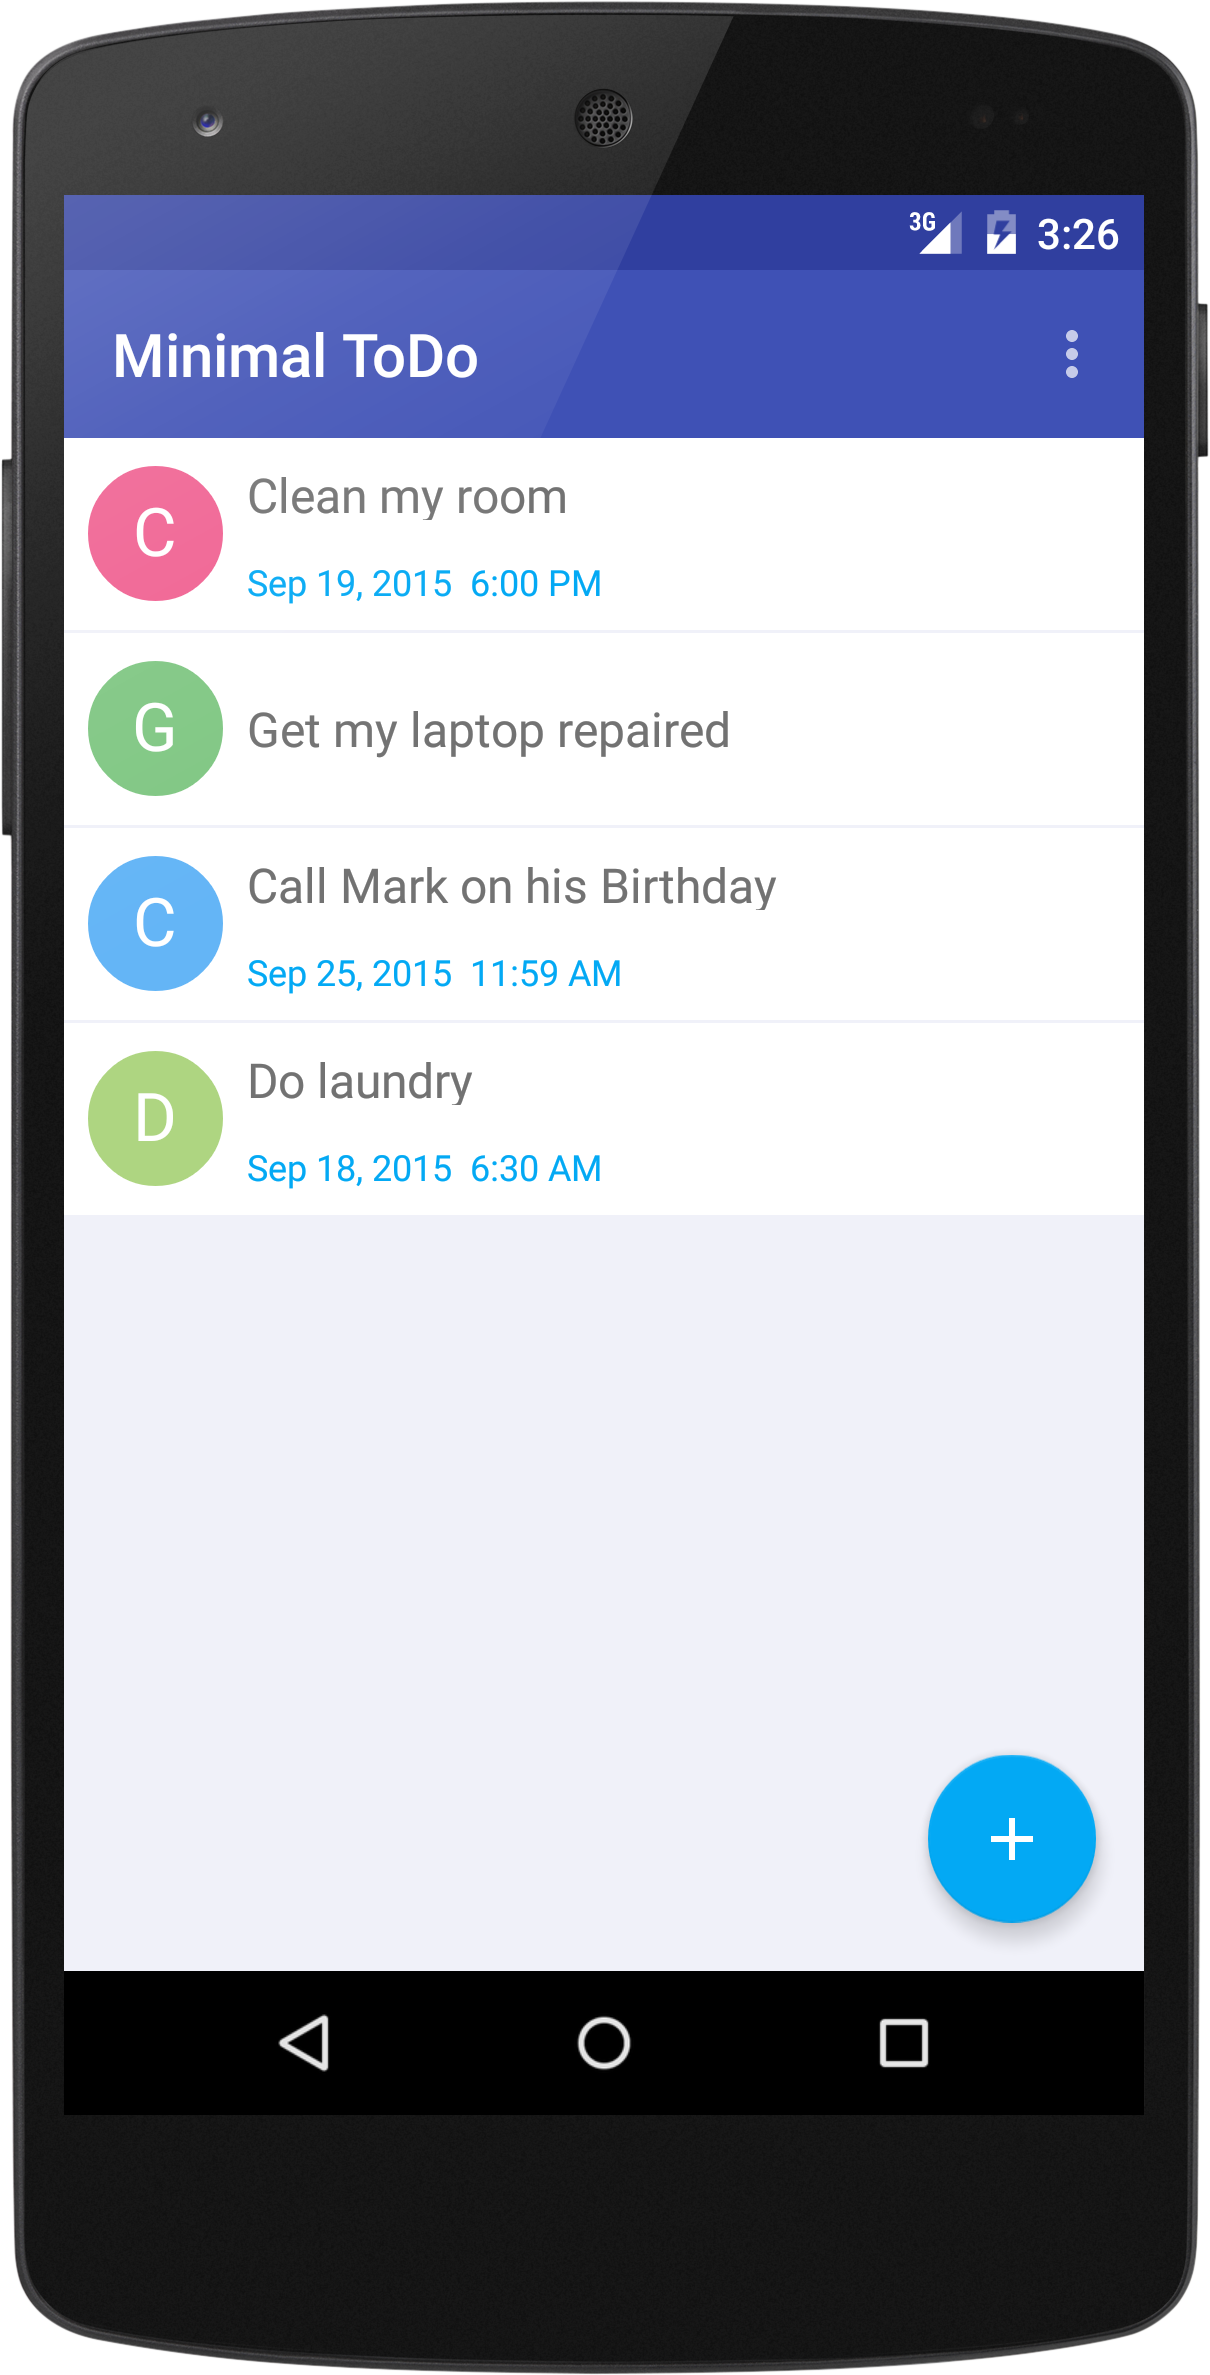 3G 3:26
Minimal ToDo
C
Clean my room
Sep 19, 2015 6:00 PM
G
Get my laptop repaired
C
Call Mark on his Birthday
Sep 25, 2015 11:59 AM
D
Do laundry
Sep 18, 2015 6:30 AM
+